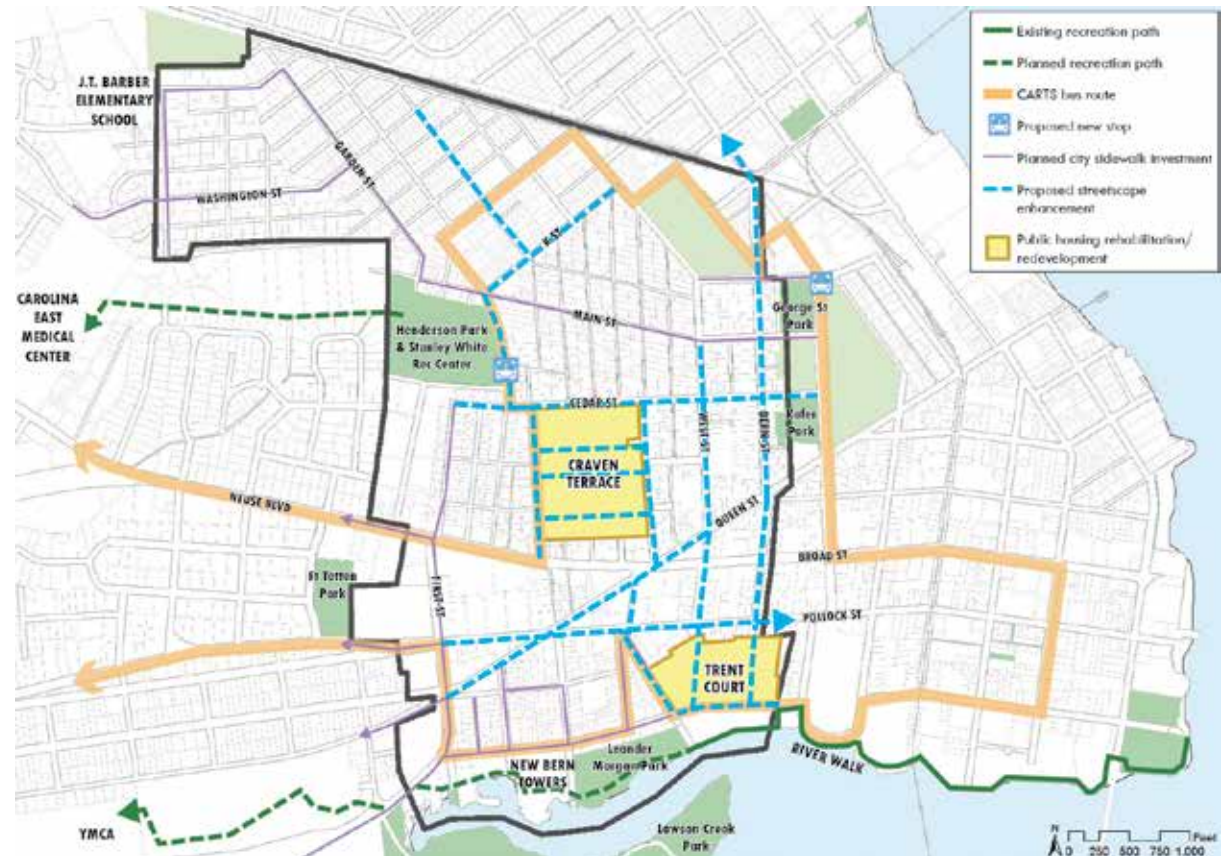 Existing recreation path
Planned recreation path
CARTS bus route
Proposed new stop
Planned city sidewalk investment
Proposed streetscape
enhancement
Public housing rehabilitation/
redevelopment
J.T. BARBER
ELEMENTARY
SCHOOL
GARDEN ST
WASHINGTON ST
K ST
CAROLINA
EAST
MEDICAL
CENTER
Henderson Park
& Stanley White
Rec Center
MAIN ST
George St
Park
CEDAR ST
Kafer
Park
WEST ST
BERN ST
CRAVEN
TERRACE
QUEEN ST
NEUSE BLVD
BROAD ST
Ft Totten
Park
FIRST ST
POLLOCK ST
TRENT
COURT
NEW BERN
TOWERS
Leander
Morgan Park
RIVER WALK
YMCA
Lawson Creek
Park
N
Feet
0 250 500 750 1,000